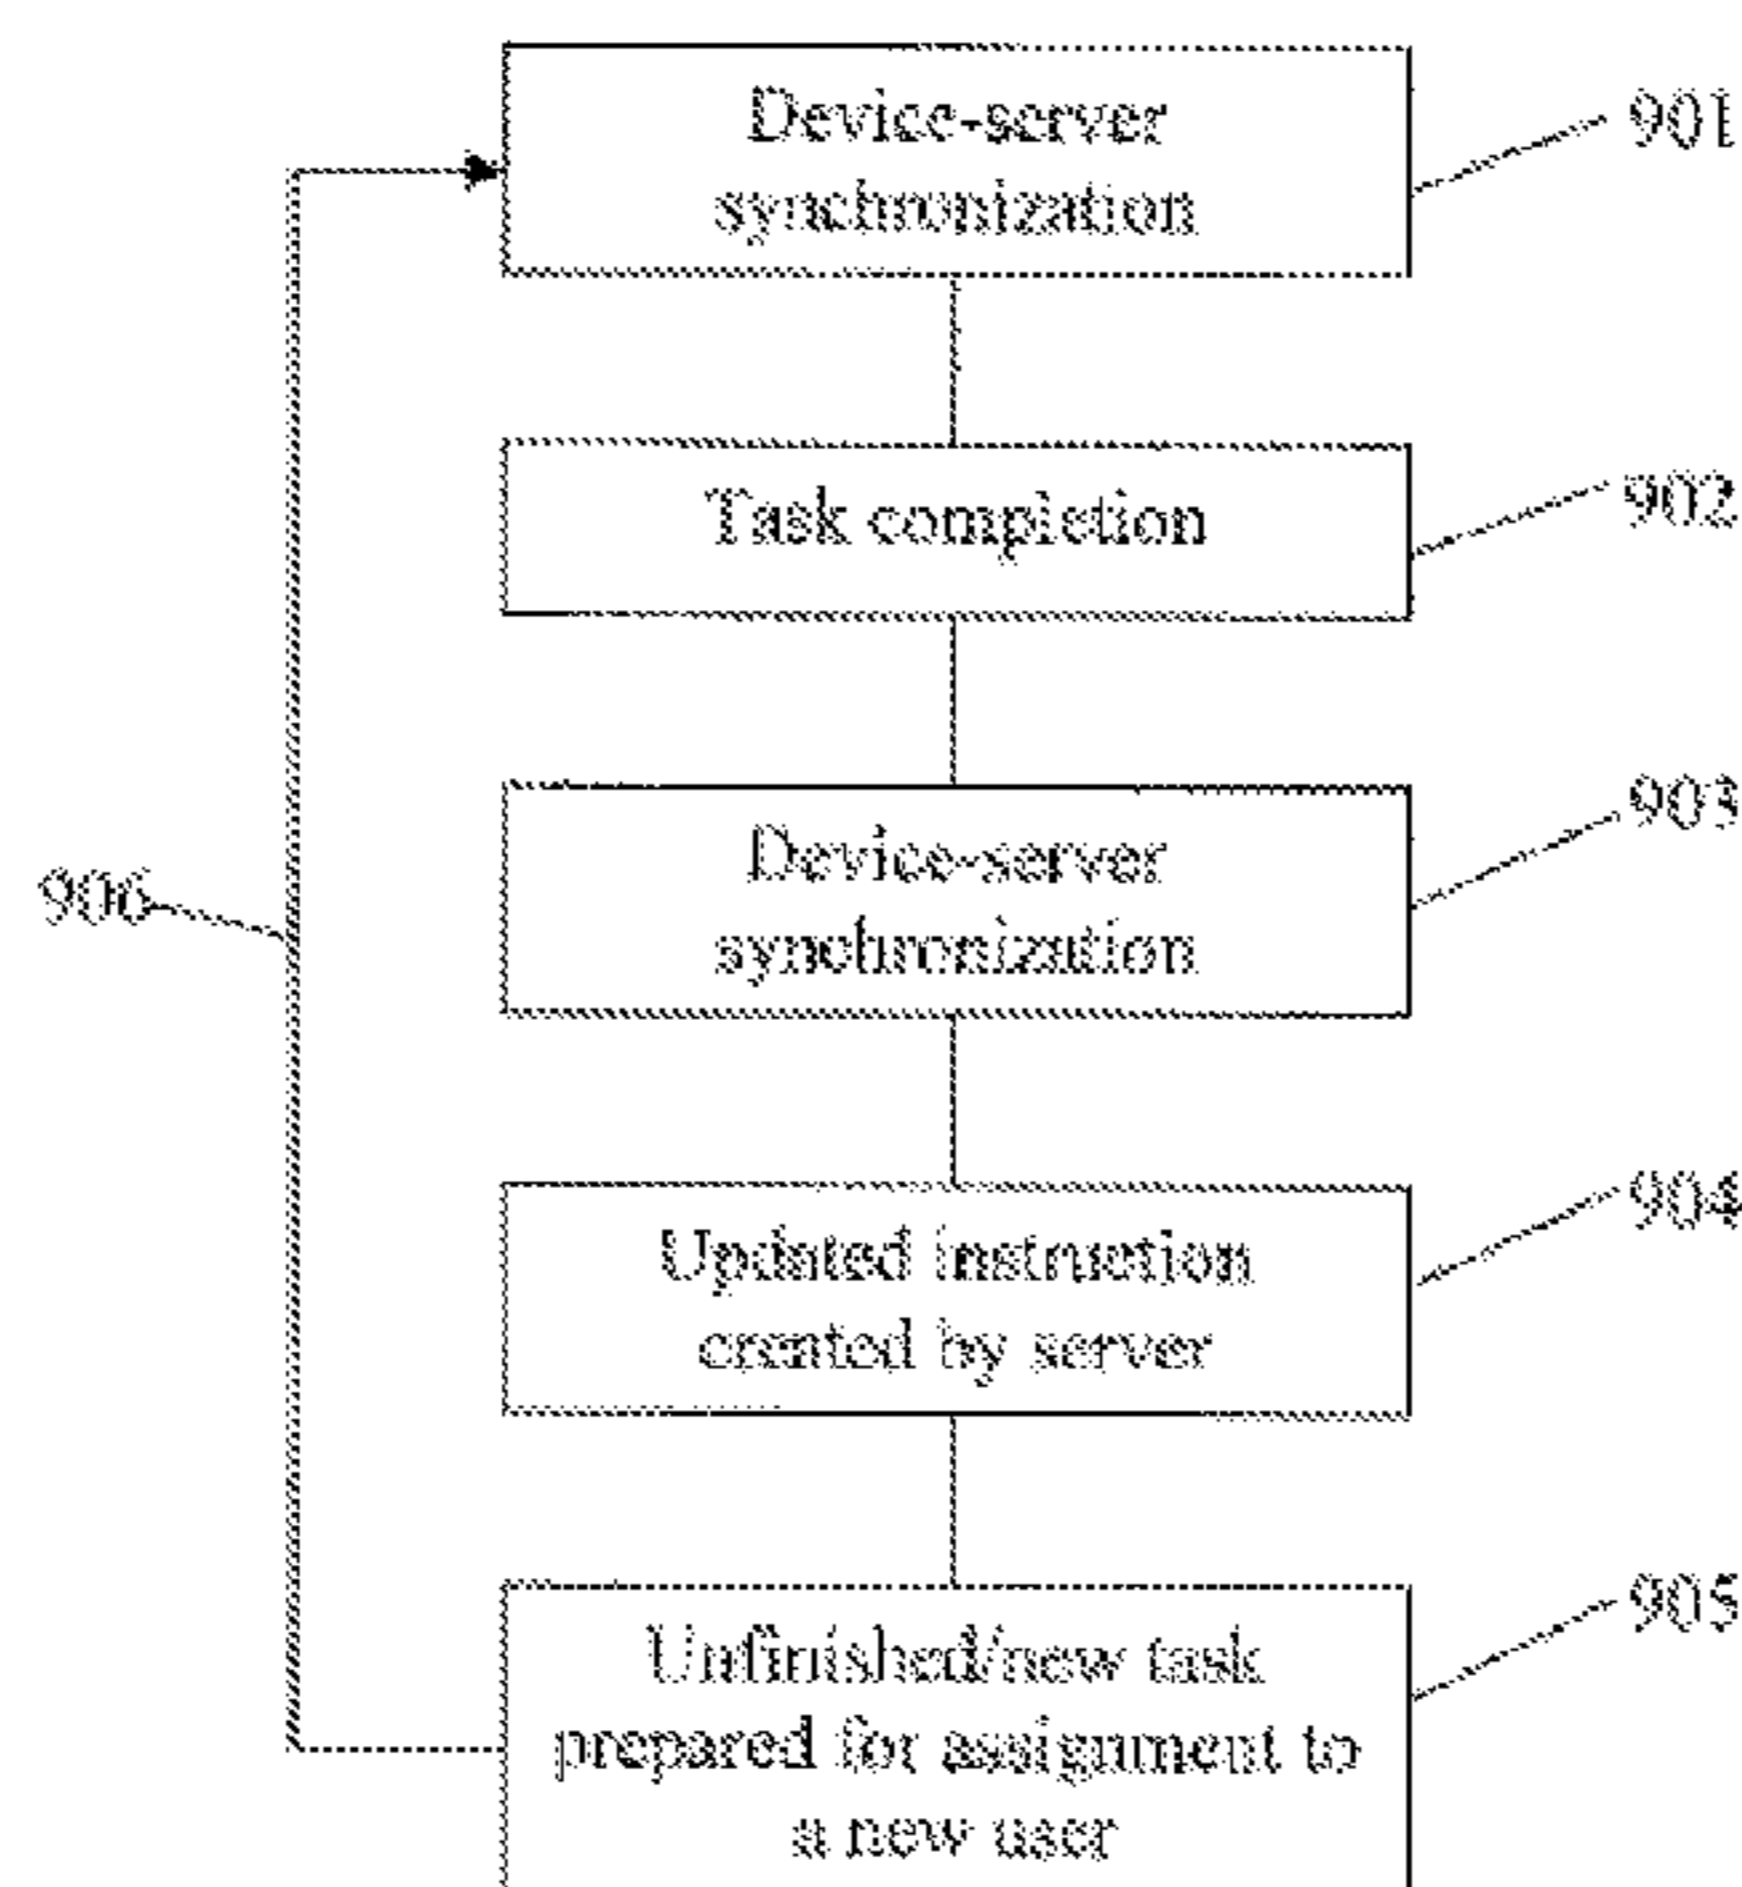 Device-server
synchronization
901
Task completion
902
Device-server
synchronization
903
906
Updated instruction
created by server
904
Unfinished/new task
prepared for assignment to
a new user
905